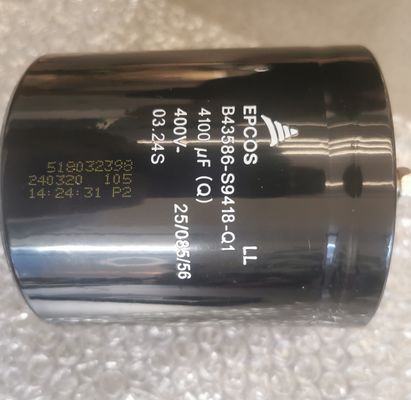 EPCOS
LL
B43586-S9418-Q1
4100 µF (Q)
400V-
25/085/56
03.24S
518032398
240320 105
14:24:31 P2